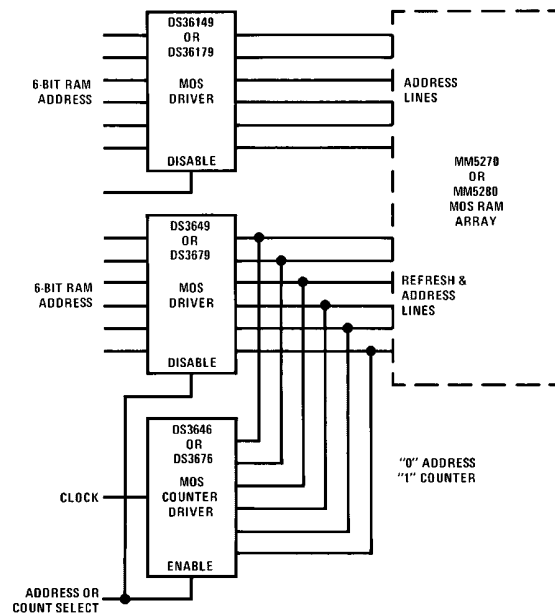 DS36149
OR
DS36179
6-BIT RAM
ADDRESS
MOS
DRIVER
DISABLE
ADDRESS
LINES
MM5270
OR
MM5280
MOS RAM
ARRAY
DS3649
OR
DS3679
6-BIT RAM
ADDRESS
MOS
DRIVER
DISABLE
REFRESH &
ADDRESS
LINES
DS3646
OR
DS3676
CLOCK
MOS
COUNTER
DRIVER
ENABLE
"0" ADDRESS
"1" COUNTER
ADDRESS OR
COUNT SELECT